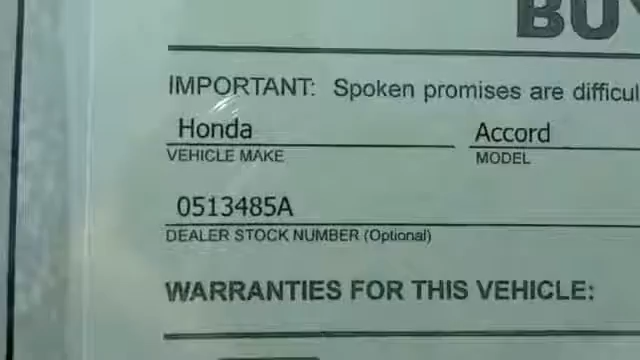 BU
IMPORTANT: Spoken promises are difficul
Honda Accord
VEHICLE MAKE MODEL
0513485A
DEALER STOCK NUMBER (Optional)
WARRANTIES FOR THIS VEHICLE: